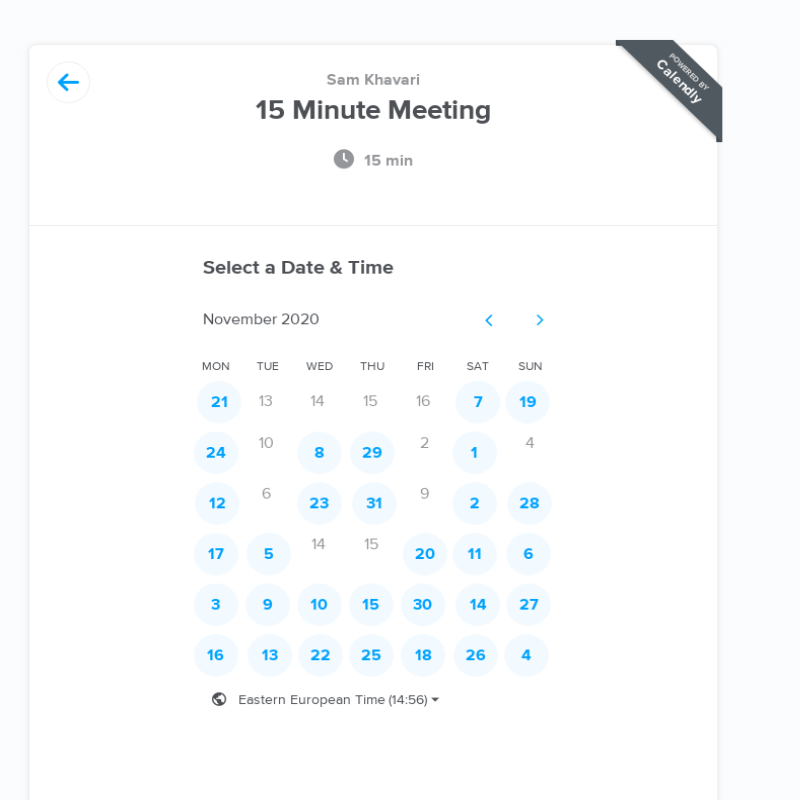 Sam Khavari
POWERED BY
Calendly
15 Minute Meeting
15 min
Select a Date & Time
November 2020
MON TUE WED THU FRI SAT SUN
21 13 14 15 16 7 19
24 10 8 29 2 1 4
12 6 23 31 9 2 28
17 5 14 15 20 11 6
3 9 10 15 30 14 27
16 13 22 25 18 26 4
Eastern European Time (14:56)